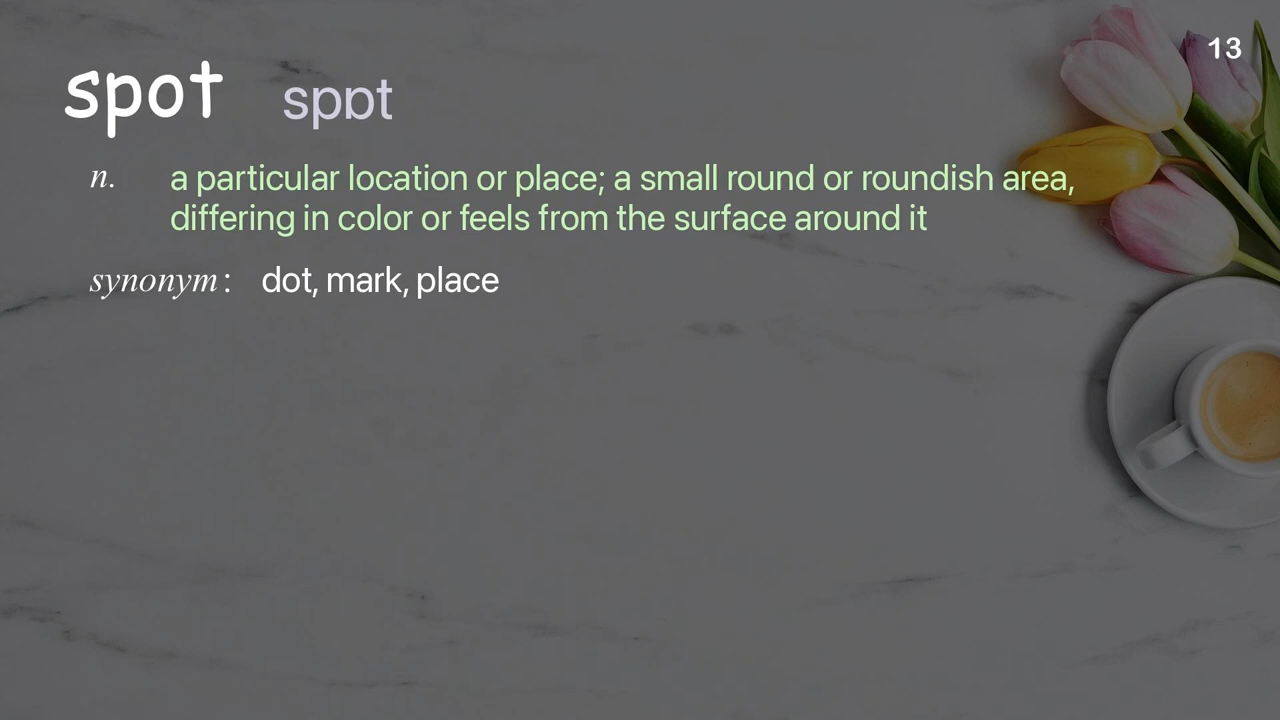 13
spot spɒt
n. a particular location or place; a small round or roundish area,
differing in color or feels from the surface around it
synonym: dot, mark, place